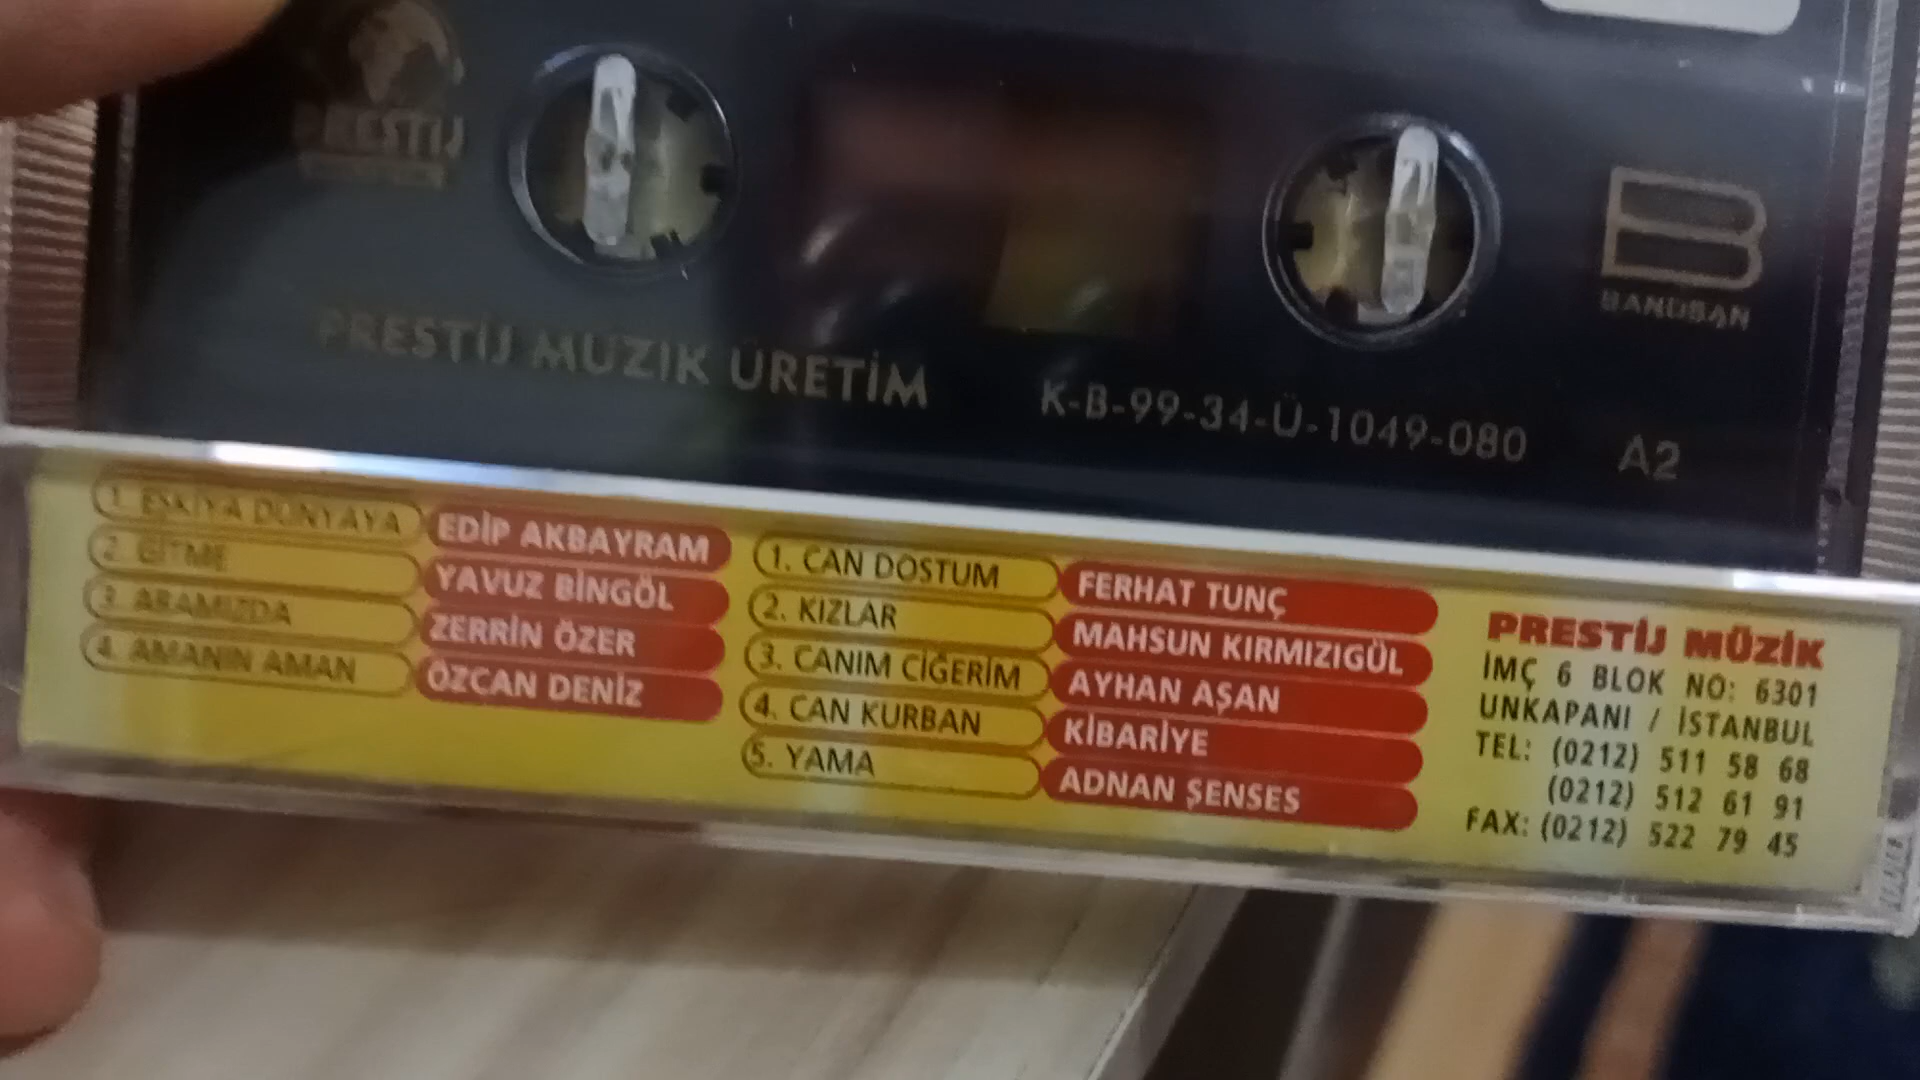 PRESTİJ
PRESTİJ MÜZİK ÜRETİM
K-B-99-34-Ü-1049-080
A2
BANDSAN
1. EŞKIYA DÜNYAYA EDİP AKBAYRAM
2. GİTME YAVUZ BİNGÖL
3. ARAMIZDA ZERRİN ÖZER
4. AMANIN AMAN ÖZCAN DENİZ
1. CAN DOSTUM FERHAT TUNÇ
2. KIZLAR MAHSUN KIRMIZIGÜL
3. CANIM CİĞERİM AYHAN AŞAN
4. CAN KURBAN KİBARİYE
5. YAMA ADNAN ŞENSES
PRESTİJ MÜZİK
İMÇ 6 BLOK NO: 6301
UNKAPANI / İSTANBUL
TEL: (0212) 511 58 68
(0212) 512 61 91
FAX: (0212) 522 79 45